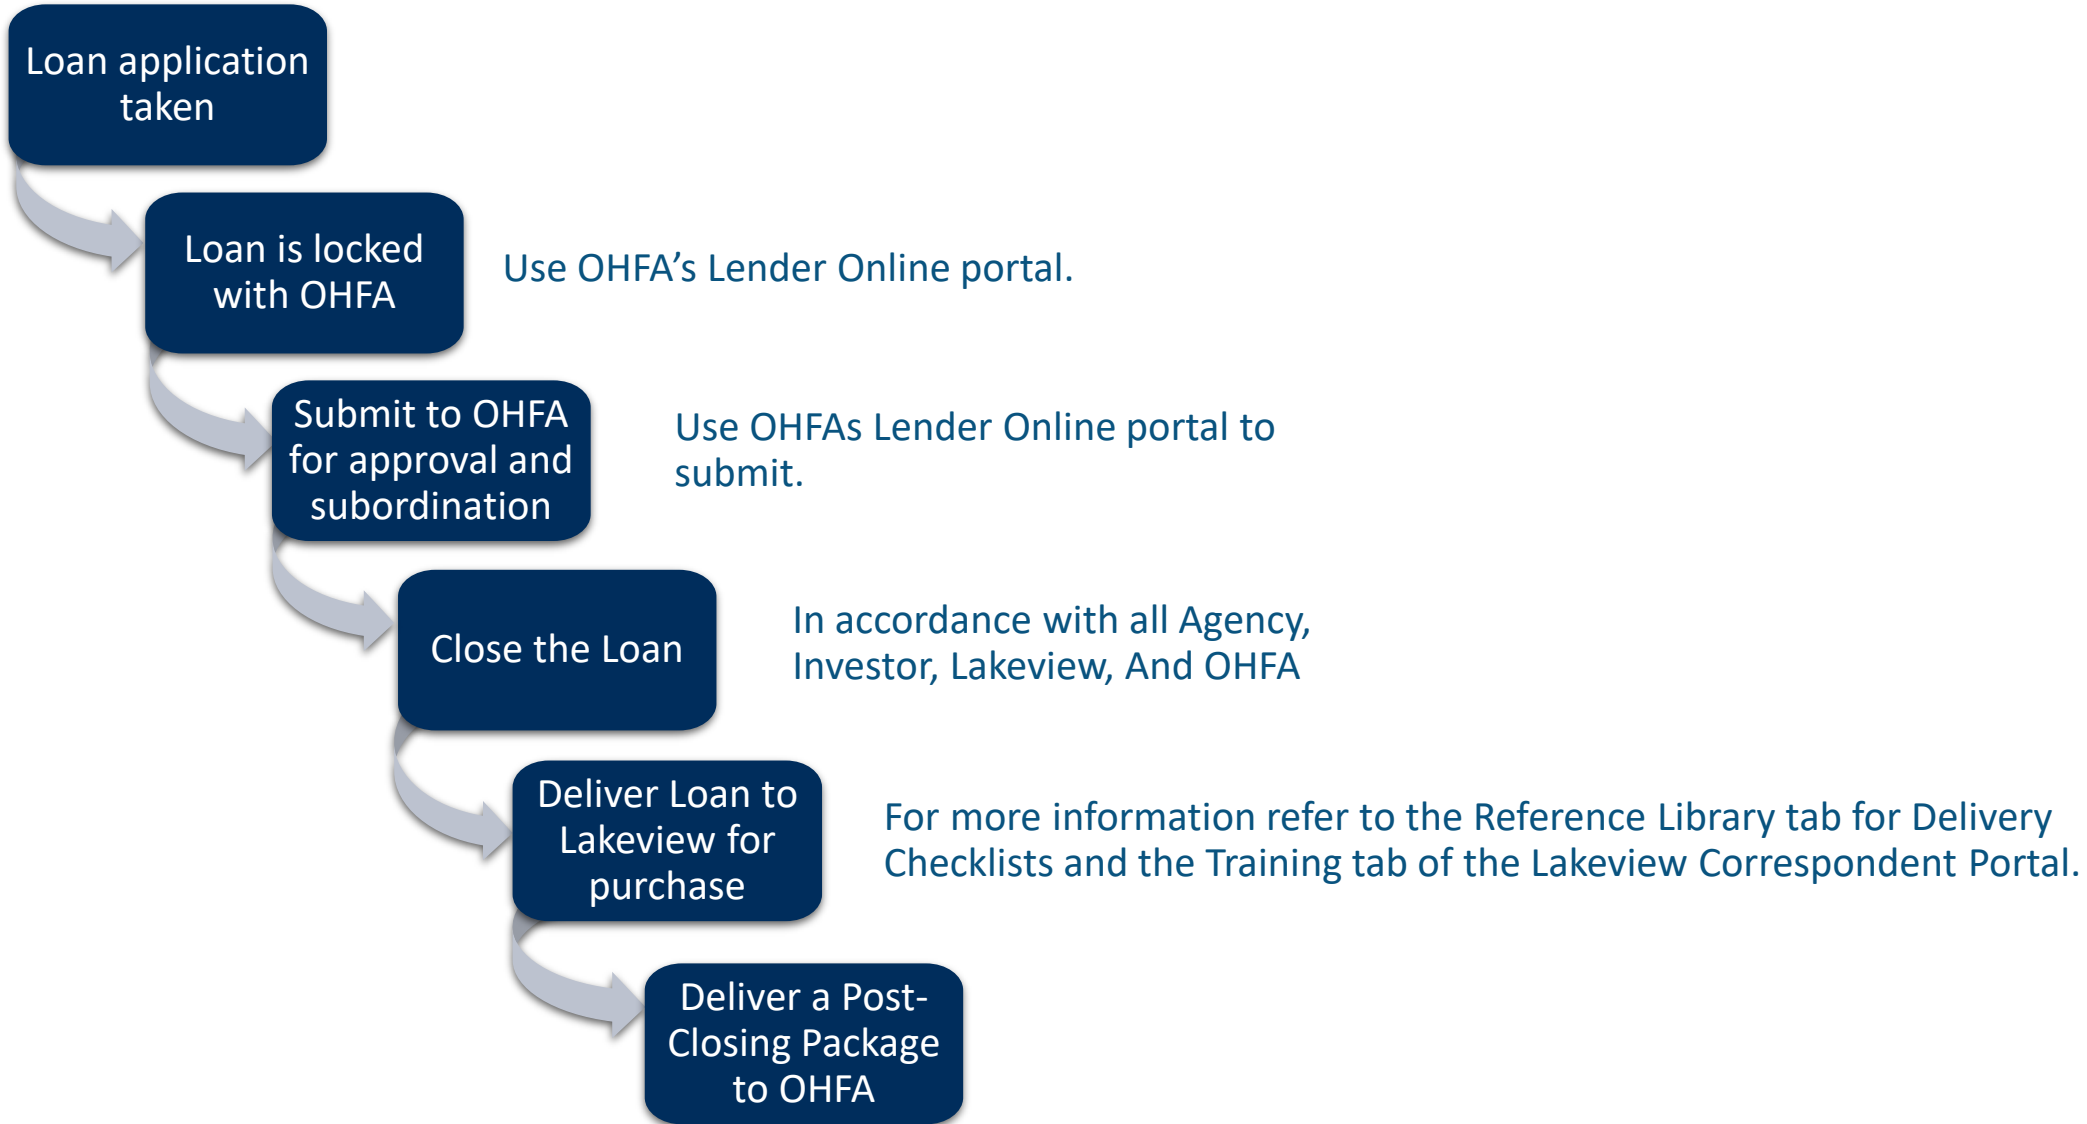 Loan application
taken
Loan is locked
with OHFA
Use OHFA’s Lender Online portal.
Submit to OHFA
for approval and
subordination
Use OHFAs Lender Online portal to
submit.
Close the Loan
In accordance with all Agency,
Investor, Lakeview, And OHFA
Deliver Loan to
Lakeview for
purchase
For more information refer to the Reference Library tab for Delivery
Checklists and the Training tab of the Lakeview Correspondent Portal.
Deliver a Post-
Closing Package
to OHFA